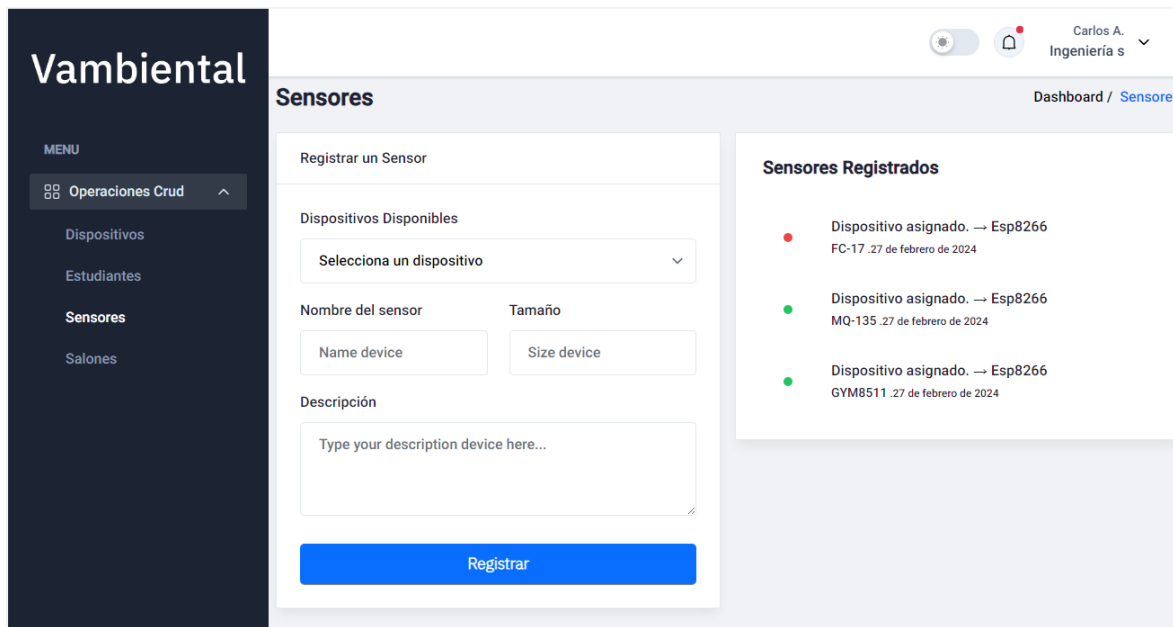 Vambiental
MENU
Operaciones Crud
Dispositivos
Estudiantes
Sensores
Salones
Carlos A.
Ingeniería s
Sensores
Dashboard / Sensore
Registrar un Sensor
Dispositivos Disponibles
Selecciona un dispositivo
Nombre del sensor
Tamaño
Name device
Size device
Descripción
Type your description device here...
Registrar
Sensores Registrados
Dispositivo asignado. → Esp8266
FC-17 .27 de febrero de 2024
Dispositivo asignado. → Esp8266
MQ-135 .27 de febrero de 2024
Dispositivo asignado. → Esp8266
GYM8511 .27 de febrero de 2024